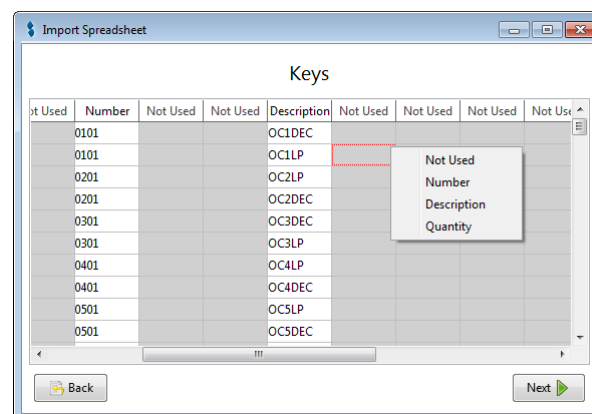 Import Spreadsheet
Keys
ot Used Number Not Used Not Used Description Not Used Not Used Not Used Not Use
0101 OC1DEC
0101 OC1LP
0201 OC2LP
0201 OC2DEC
0301 OC3DEC
0301 OC3LP
0401 OC4LP
0401 OC4DEC
0501 OC5LP
0501 OC5DEC
Not Used
Number
Description
Quantity
Back Next